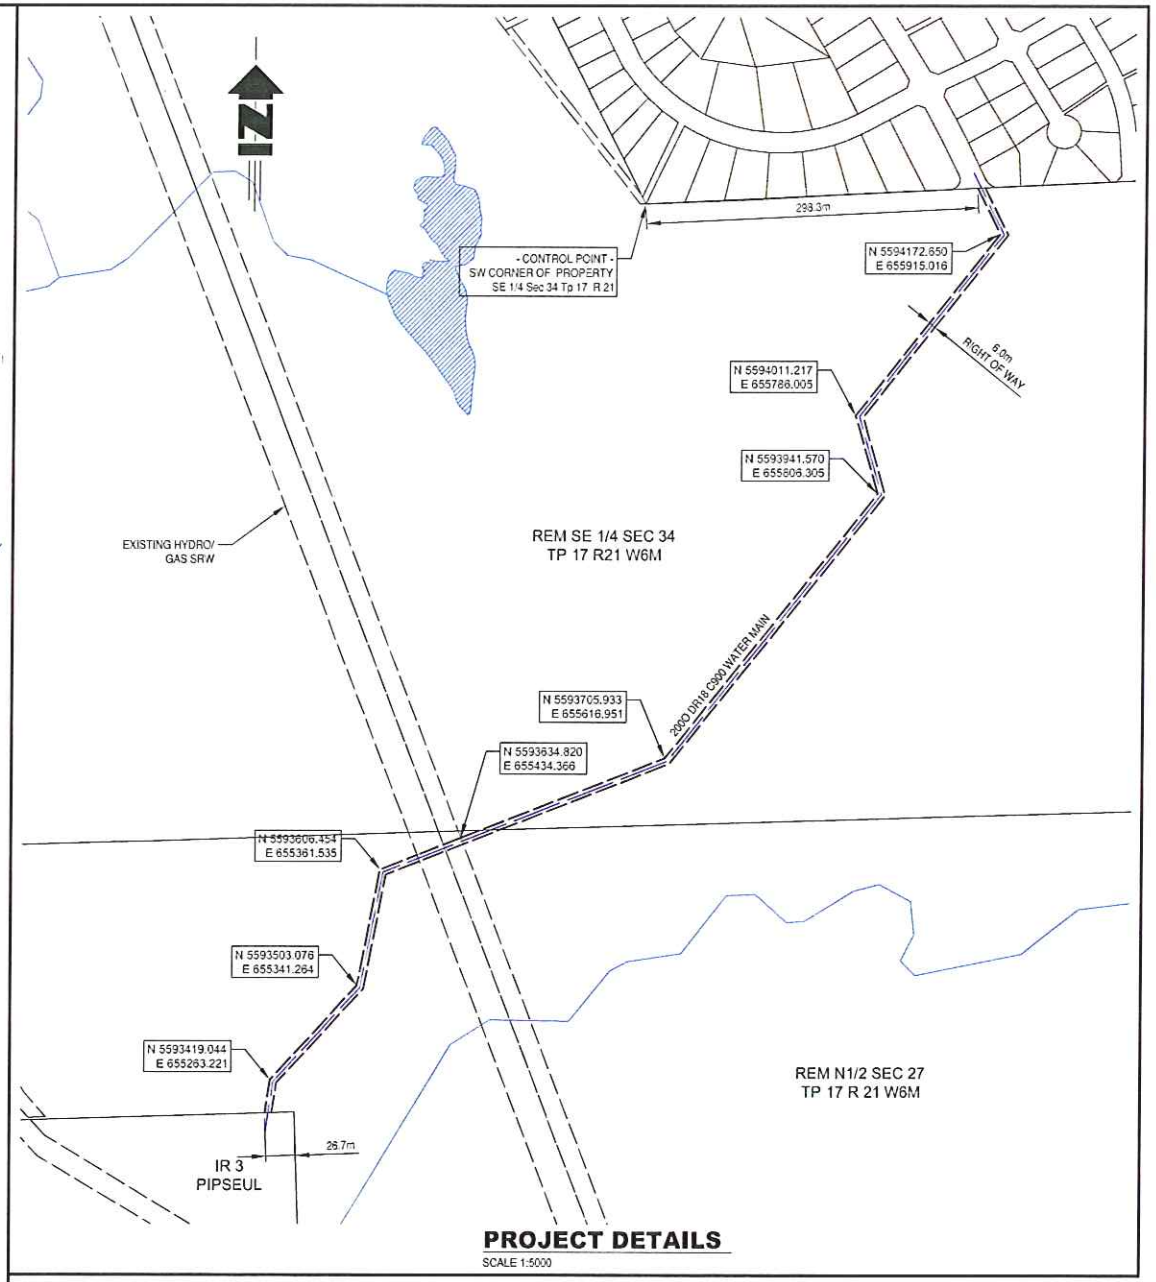 N
298.3m
- CONTROL POINT -
SW CORNER OF PROPERTY
SE 1/4 Sec 34 Tp 17 R 21
N 5594172.650
E 655915.016
6.0m
RIGHT OF WAY
N 5594011.217
E 655786.005
N 5593941.570
E 655806.305
EXISTING HYDRO/
GAS SRW
REM SE 1/4 SEC 34
TP 17 R21 W6M
200O DR18 C900 WATER MAIN
N 5593705.933
E 655616.951
N 5593634.820
E 655434.366
N 5593606.454
E 655361.535
N 5593503.076
E 655341.264
N 5593419.044
E 655263.221
REM N1/2 SEC 27
TP 17 R 21 W6M
26.7m
IR 3
PIPSEUL
PROJECT DETAILS
SCALE 1:5000